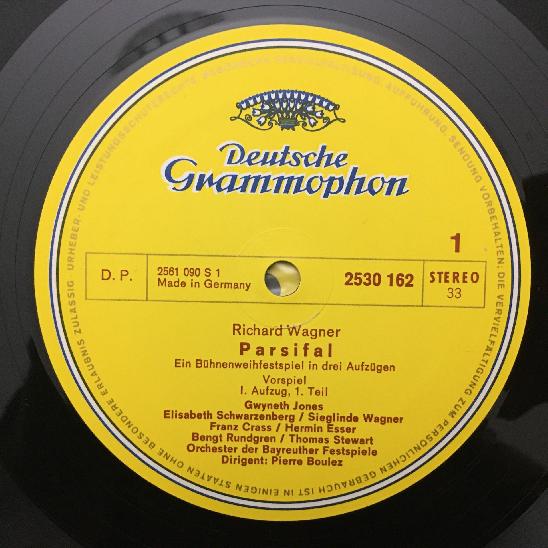 Deutsche
Grammophon
1
D. P.
2561 090 S 1
Made in Germany
2530 162
STEREO
33
Richard Wagner
Parsifal
Ein Bühnenweihfestspiel in drei Aufzügen
Vorspiel
I. Aufzug, 1. Teil
Gwyneth Jones
Elisabeth Schwarzenberg / Sieglinde Wagner
Franz Crass / Hermin Esser
Bengt Rundgren / Thomas Stewart
Orchester der Bayreuther Festspiele
Dirigent: Pierre Boulez
URHEBER- UND LEISTUNGSSCHUTZRECHTE
AUFFÜHRUNG, SENDUNG VORBEHALTEN. DIE VERVIELFÄLTIGUNG ZUM PERSÖNLICHEN GEBRAUCH IST IN EINIGEN STAATEN OHNE BESONDERE ERLAUBNIS ZULÄSSIG